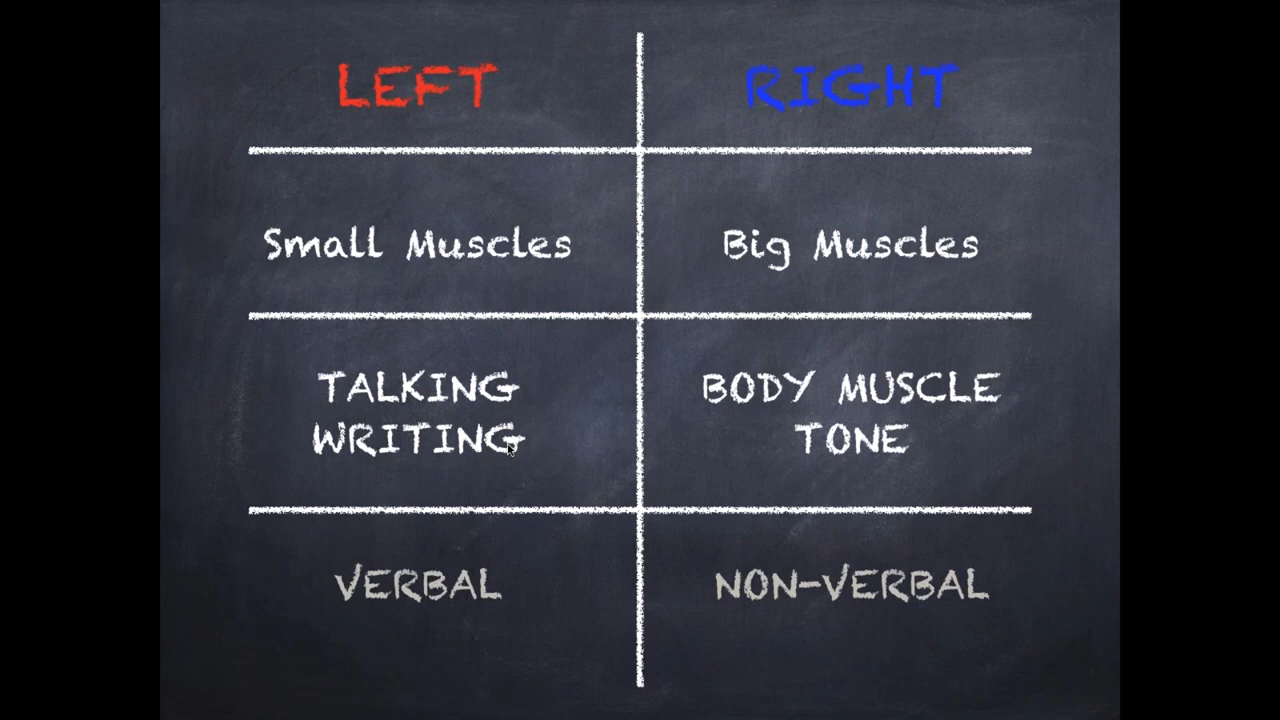 LEFT
RIGHT
Small Muscles
Big Muscles
TALKING
WRITING
BODY MUSCLE
TONE
VERBAL
NON-VERBAL